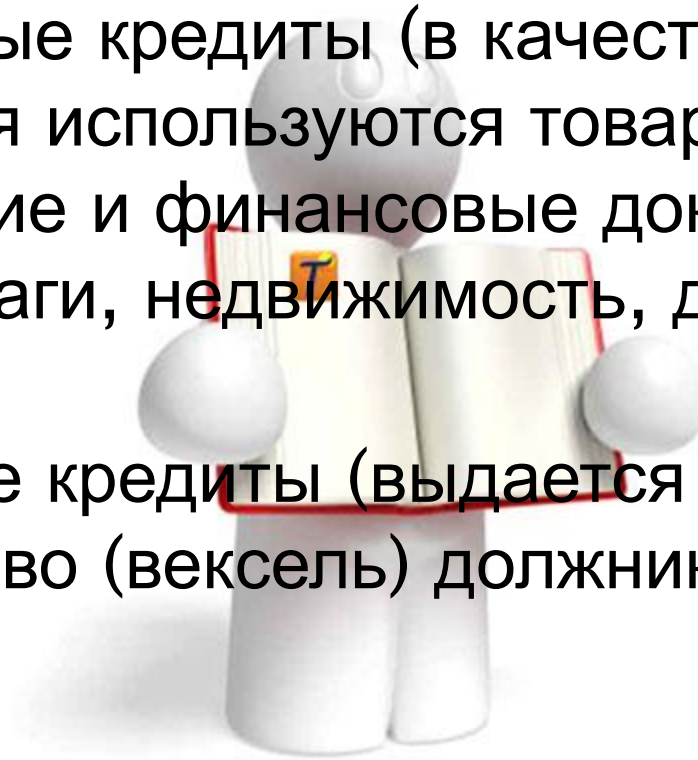 ые кредиты (в качест
я используются товар
ие и финансовые док
аги, недвижимость, д
Т
е кредиты (выдается
во (вексель) должник